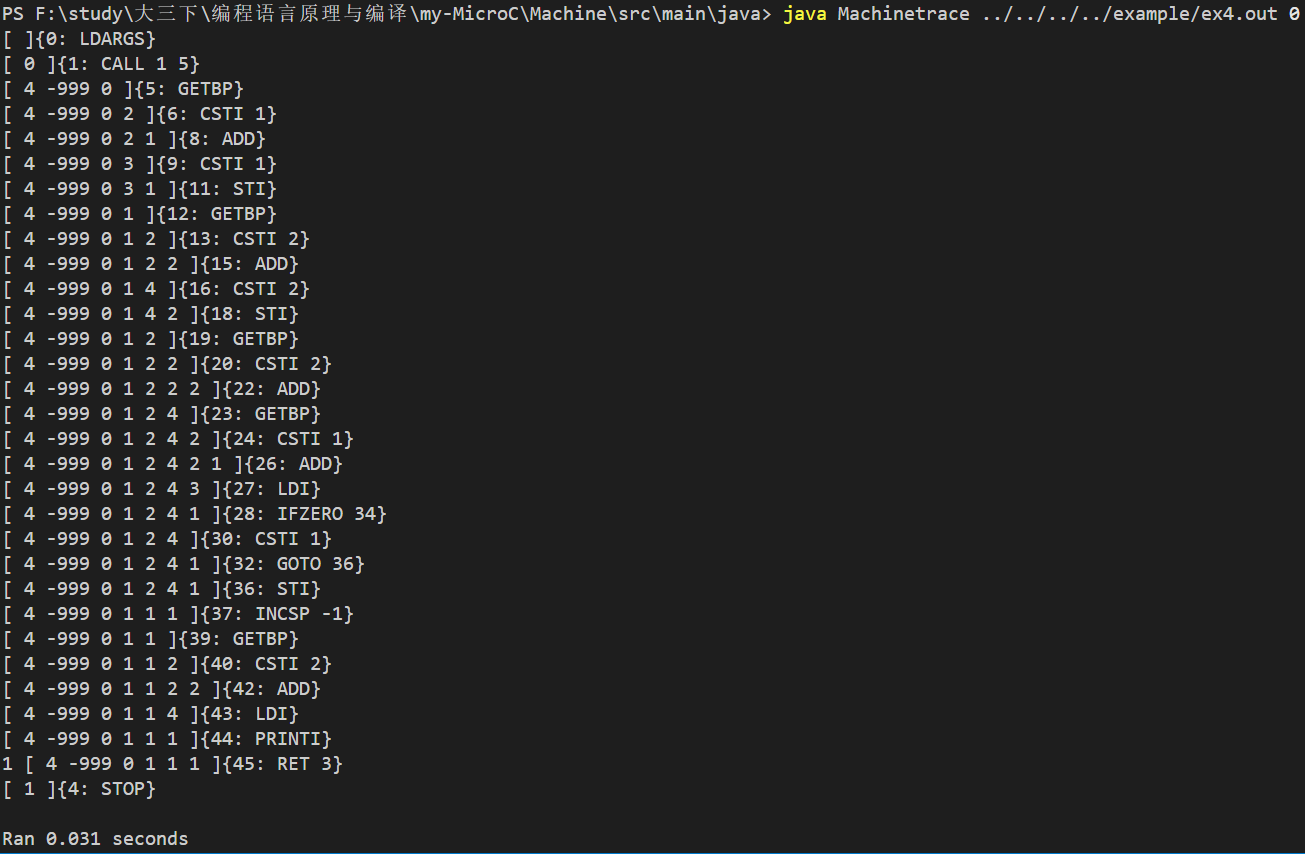 PS F:\study\大三下\编程语言原理与编译\my-MicroC\Machine\src\main\java> java Machinetrace ../../../../example/ex4.out 0
[ ]{0: LDARGS}
[ 0 ]{1: CALL 1 5}
[ 4 -999 0 ]{5: GETBP}
[ 4 -999 0 2 ]{6: CSTI 1}
[ 4 -999 0 2 1 ]{8: ADD}
[ 4 -999 0 3 ]{9: CSTI 1}
[ 4 -999 0 3 1 ]{11: STI}
[ 4 -999 0 1 ]{12: GETBP}
[ 4 -999 0 1 2 ]{13: CSTI 2}
[ 4 -999 0 1 2 2 ]{15: ADD}
[ 4 -999 0 1 4 ]{16: CSTI 2}
[ 4 -999 0 1 4 2 ]{18: STI}
[ 4 -999 0 1 2 ]{19: GETBP}
[ 4 -999 0 1 2 2 ]{20: CSTI 2}
[ 4 -999 0 1 2 2 2 ]{22: ADD}
[ 4 -999 0 1 2 4 ]{23: GETBP}
[ 4 -999 0 1 2 4 2 ]{24: CSTI 1}
[ 4 -999 0 1 2 4 2 1 ]{26: ADD}
[ 4 -999 0 1 2 4 3 ]{27: LDI}
[ 4 -999 0 1 2 4 1 ]{28: IFZERO 34}
[ 4 -999 0 1 2 4 ]{30: CSTI 1}
[ 4 -999 0 1 2 4 1 ]{32: GOTO 36}
[ 4 -999 0 1 2 4 1 ]{36: STI}
[ 4 -999 0 1 1 1 ]{37: INCSP -1}
[ 4 -999 0 1 1 ]{39: GETBP}
[ 4 -999 0 1 1 2 ]{40: CSTI 2}
[ 4 -999 0 1 1 2 2 ]{42: ADD}
[ 4 -999 0 1 1 4 ]{43: LDI}
[ 4 -999 0 1 1 1 ]{44: PRINTI}
1 [ 4 -999 0 1 1 1 ]{45: RET 3}
[ 1 ]{4: STOP}
Ran 0.031 seconds